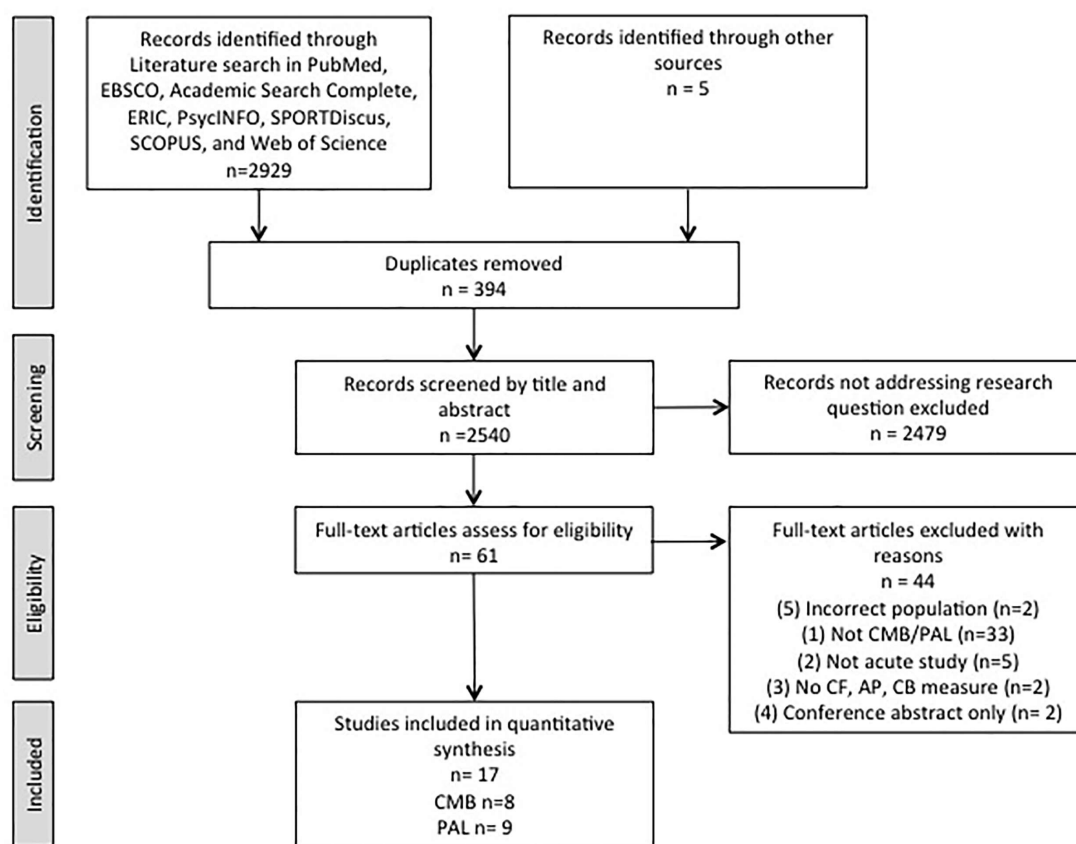 Identification
Records identified through
Literature search in PubMed,
EBSCO, Academic Search Complete,
ERIC, PsycINFO, SPORTDiscus,
SCOPUS, and Web of Science
n=2929
Records identified through other
sources
n = 5
Duplicates removed
n = 394
Screening
Records screened by title and
abstract
n =2540
Records not addressing research
question excluded
n = 2479
Eligibility
Full-text articles assess for eligibility
n= 61
Full-text articles excluded with
reasons
n = 44
(5) Incorrect population (n=2)
(1) Not CMB/PAL (n=33)
(2) Not acute study (n=5)
(3) No CF, AP, CB measure (n=2)
(4) Conference abstract only (n= 2)
Included
Studies included in quantitative
synthesis
n= 17
CMB n=8
PAL n= 9